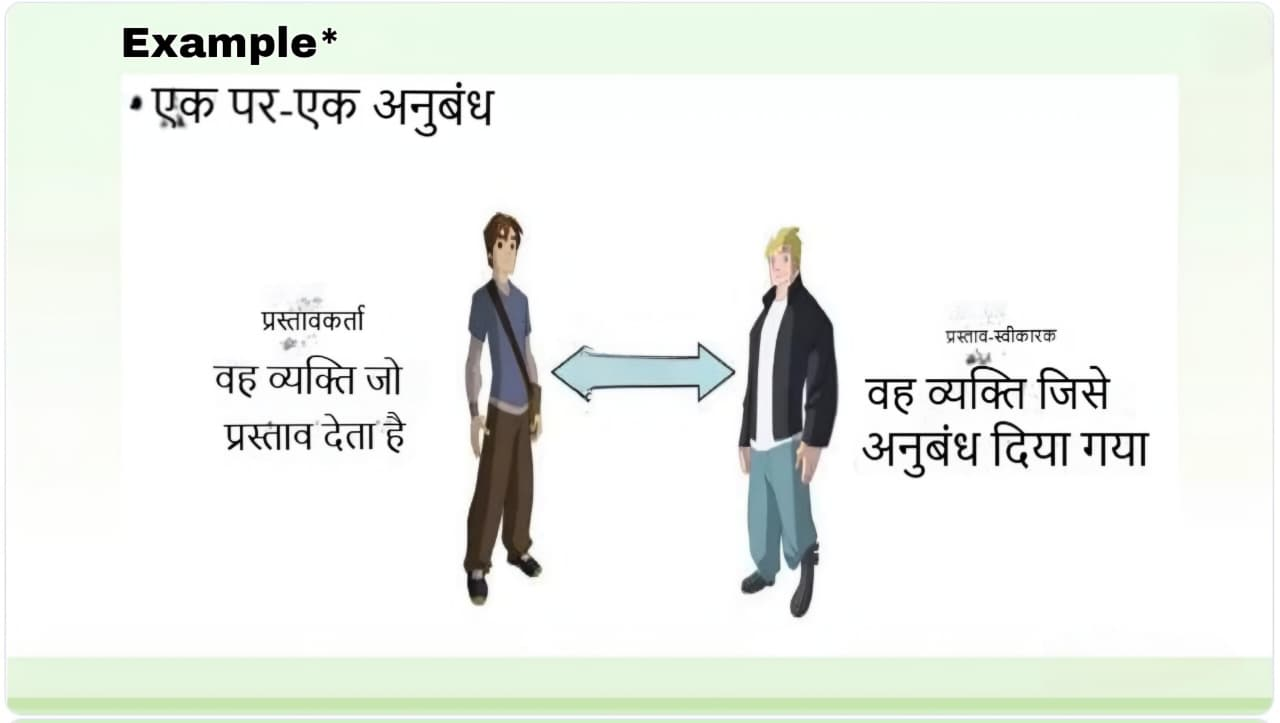 Example*
• एक पर-एक अनुबंध
प्रस्तावकर्ता
वह व्यक्ति जो
प्रस्ताव देता है
प्रस्ताव-स्वीकारक
वह व्यक्ति जिसे
अनुबंध दिया गया